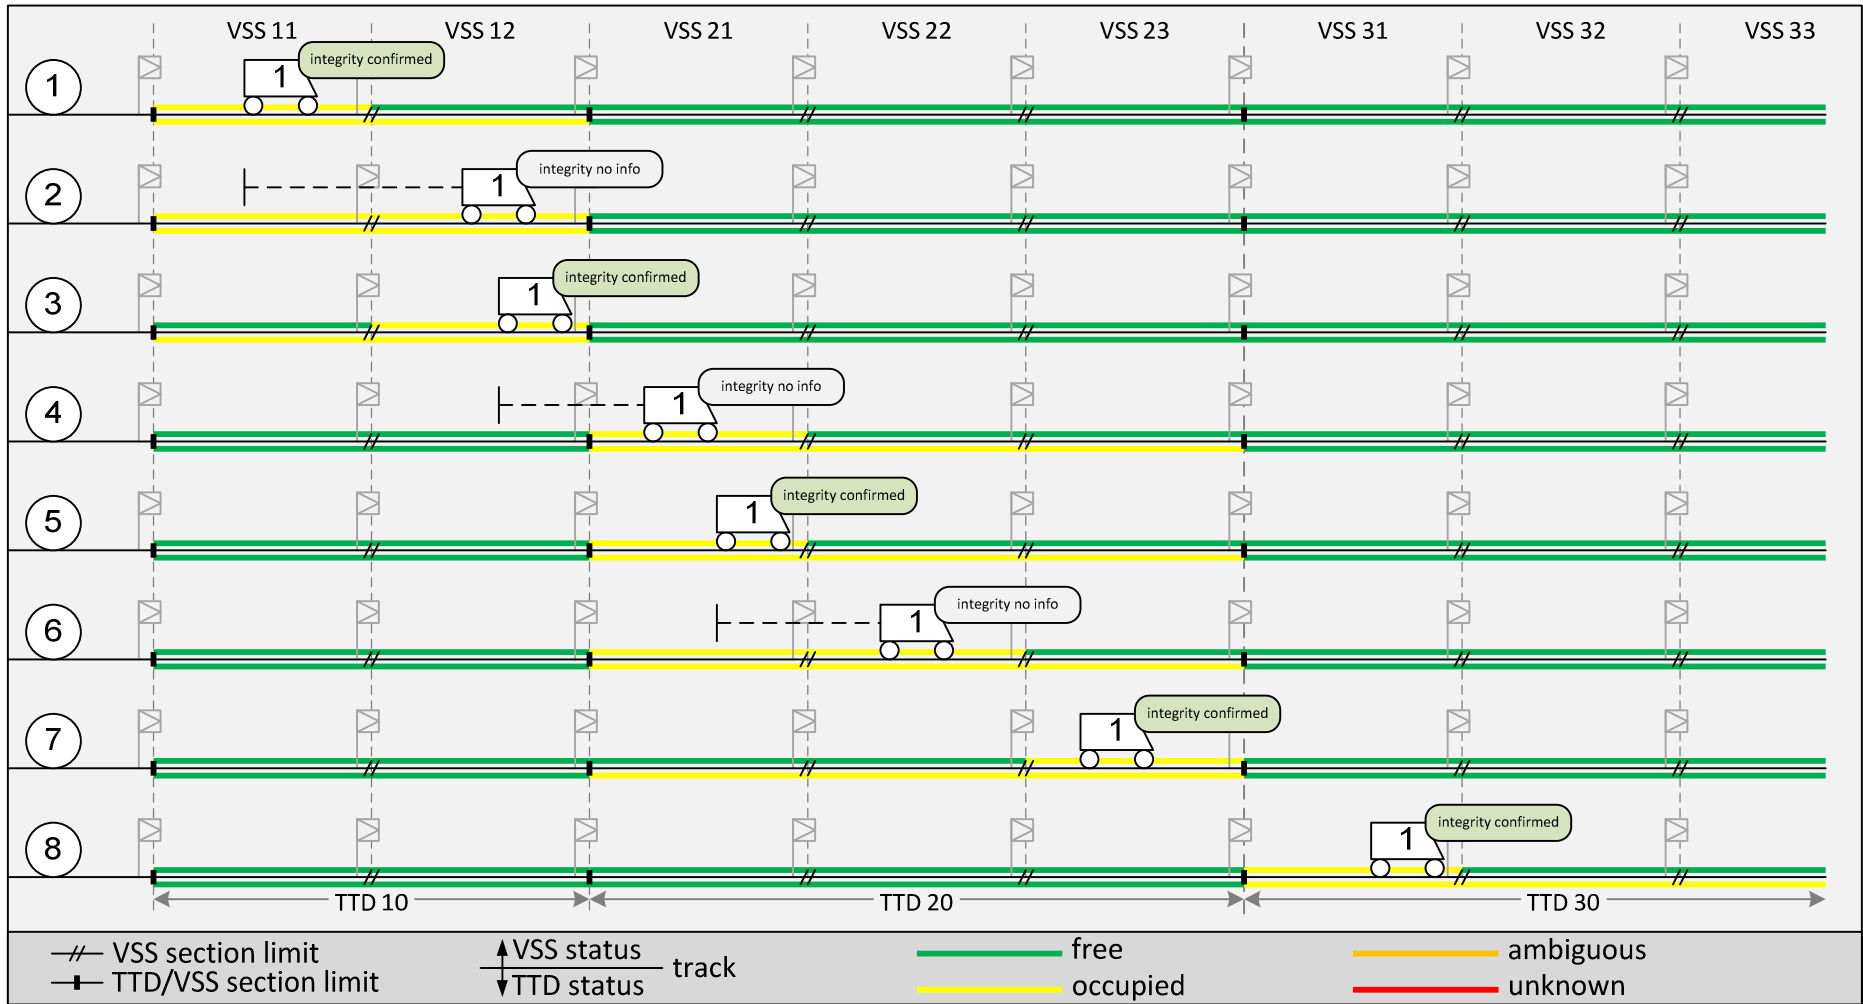 VSS 11 VSS 12 VSS 21 VSS 22 VSS 23 VSS 31 VSS 32 VSS 33
1 1 integrity confirmed
2 1 integrity no info
3 1 integrity confirmed
4 1 integrity no info
5 1 integrity confirmed
6 1 integrity no info
7 1 integrity confirmed
8 1 integrity confirmed
TTD 10 TTD 20 TTD 30
VSS section limit VSS status free ambiguous
track
TTD/VSS section limit TTD status occupied unknown